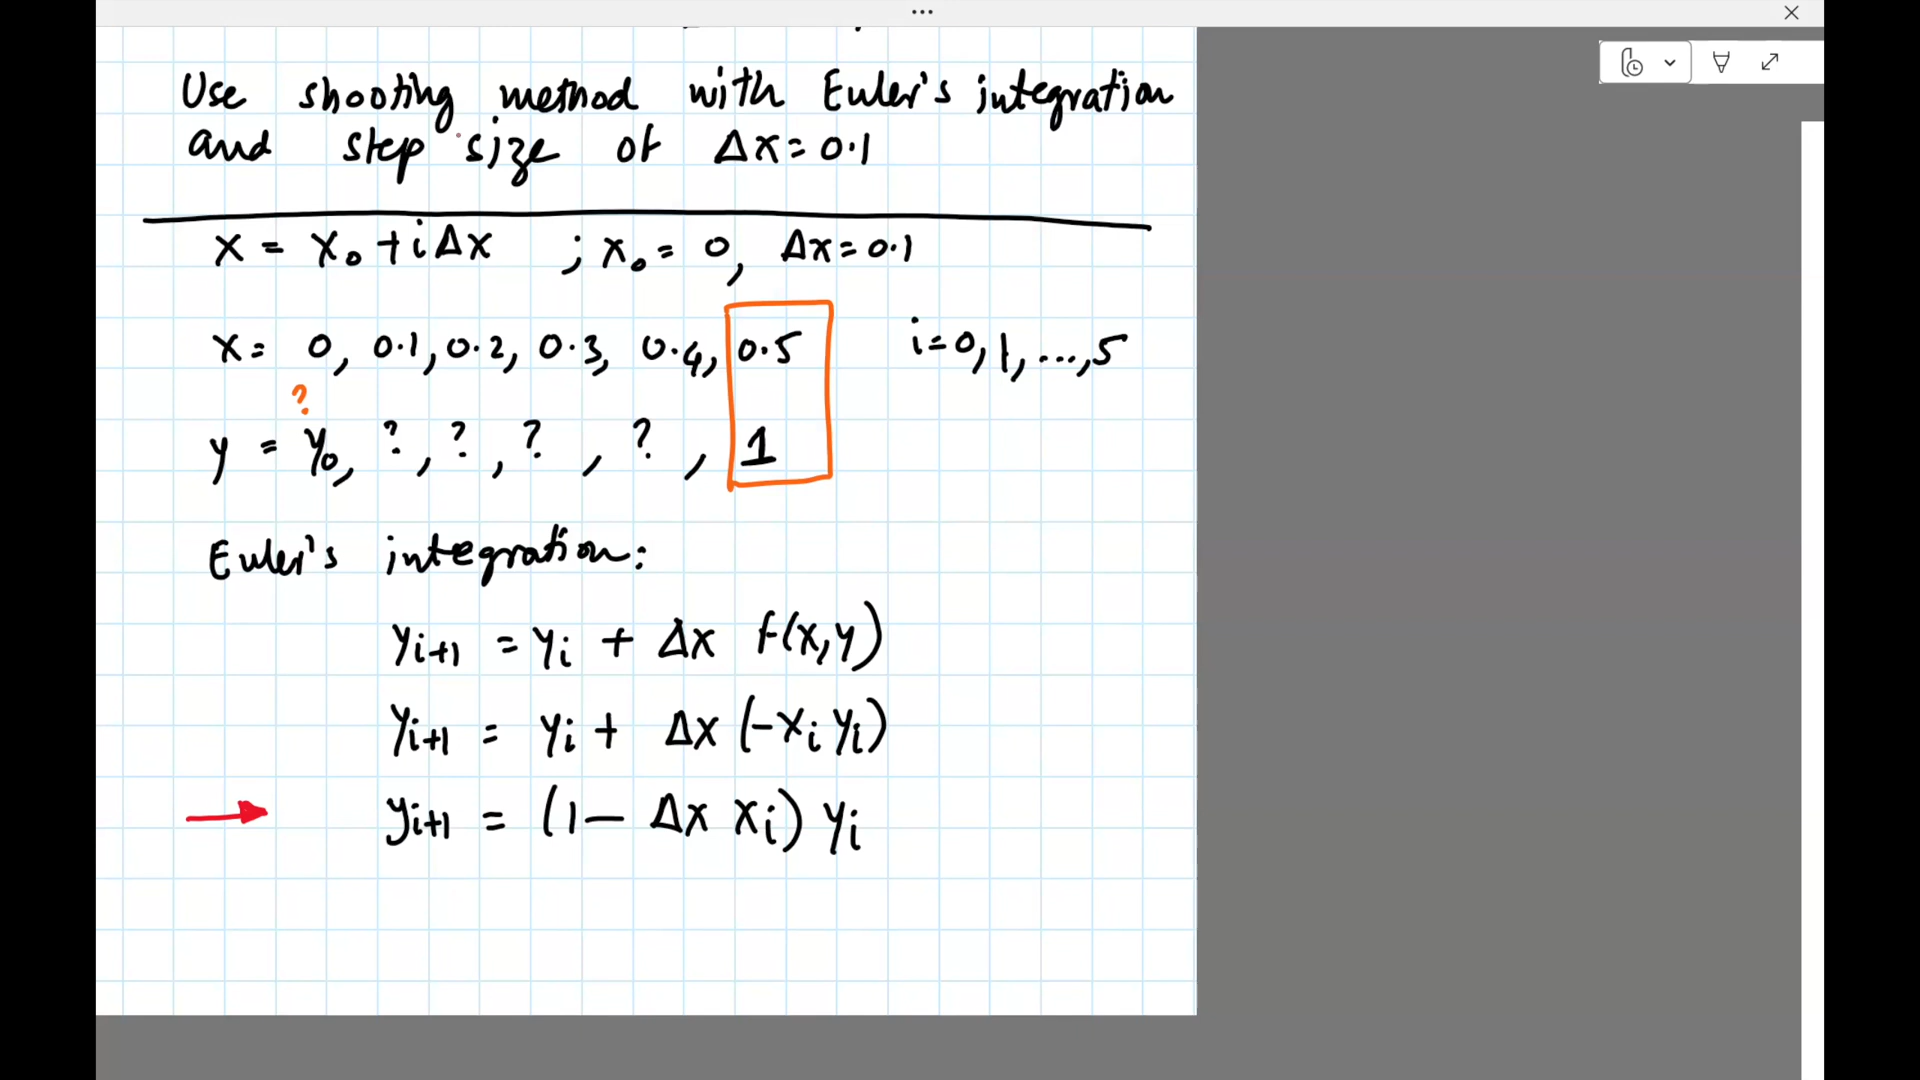 Use shooting method with Euler's integration
and step size of Δx = 0.1
x = x₀ + iΔx ; x₀ = 0, Δx = 0.1
x = 0, 0.1, 0.2, 0.3, 0.4, 0.5 i = 0, 1, ..., 5
?
y = y₀, ?, ?, ?, ?, 1
Euler's integration:
yᵢ₊₁ = yᵢ + Δx f(x,y)
yᵢ₊₁ = yᵢ + Δx (-xᵢ yᵢ)
yᵢ₊₁ = (1 - Δx xᵢ) yᵢ